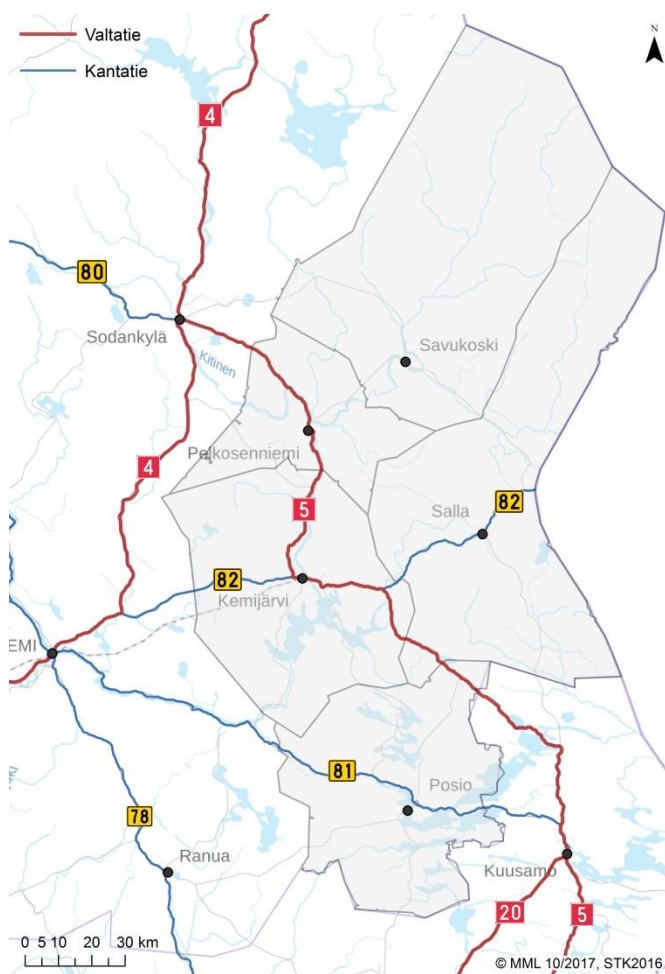 Valtatie
Kantatie
N
4
80
Sodankylä
Kitinen
Savukoski
Pelkosenniemi
4
5
Salla
82
82
Kemijärvi
EMI
81
Posio
78
Ranua
Kuusamo
20
5
0 5 10 20 30 km
© MML 10/2017, STK2016